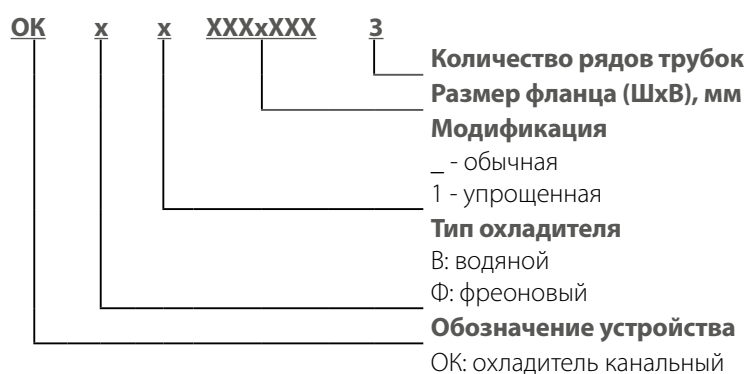 ОК х х ХХХхХХХ 3
Количество рядов трубок
Размер фланца (ШхВ), мм
Модификация
_ - обычная
1 - упрощенная
Тип охладителя
В: водяной
Ф: фреоновый
Обозначение устройства
ОК: охладитель канальный